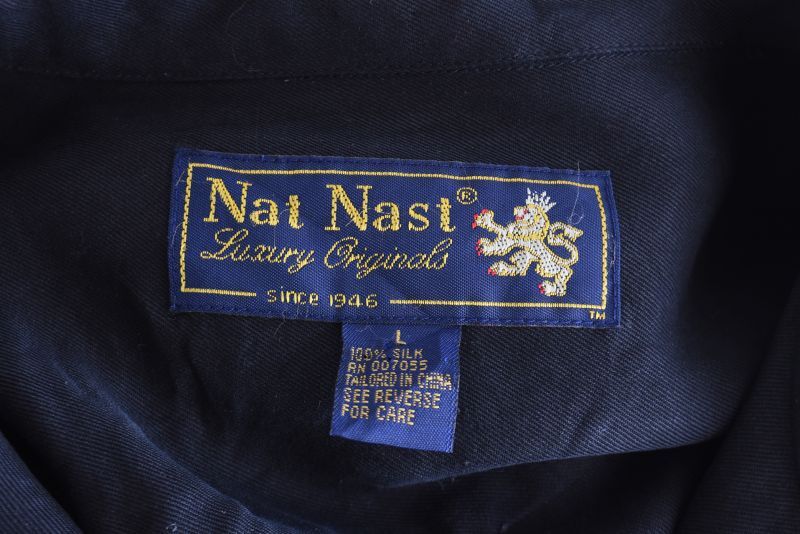 Nat Nast®
Luxury Originals
since 1946
TM
L
100% SILK
RN 007055
TAILORED IN CHINA
SEE REVERSE
FOR CARE